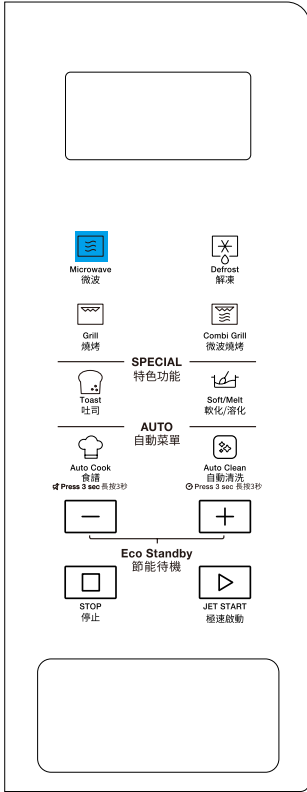 Microwave
微波
Defrost
解凍
Grill
燒烤
Combi Grill
微波燒烤
SPECIAL
特色功能
Toast
吐司
Soft/Melt
軟化/溶化
AUTO
自動菜單
Auto Cook
食譜
Press 3 sec 長按3秒
Auto Clean
自動清洗
Press 3 sec 長按3秒
Eco Standby
節能待機
STOP
停止
JET START
極速啟動